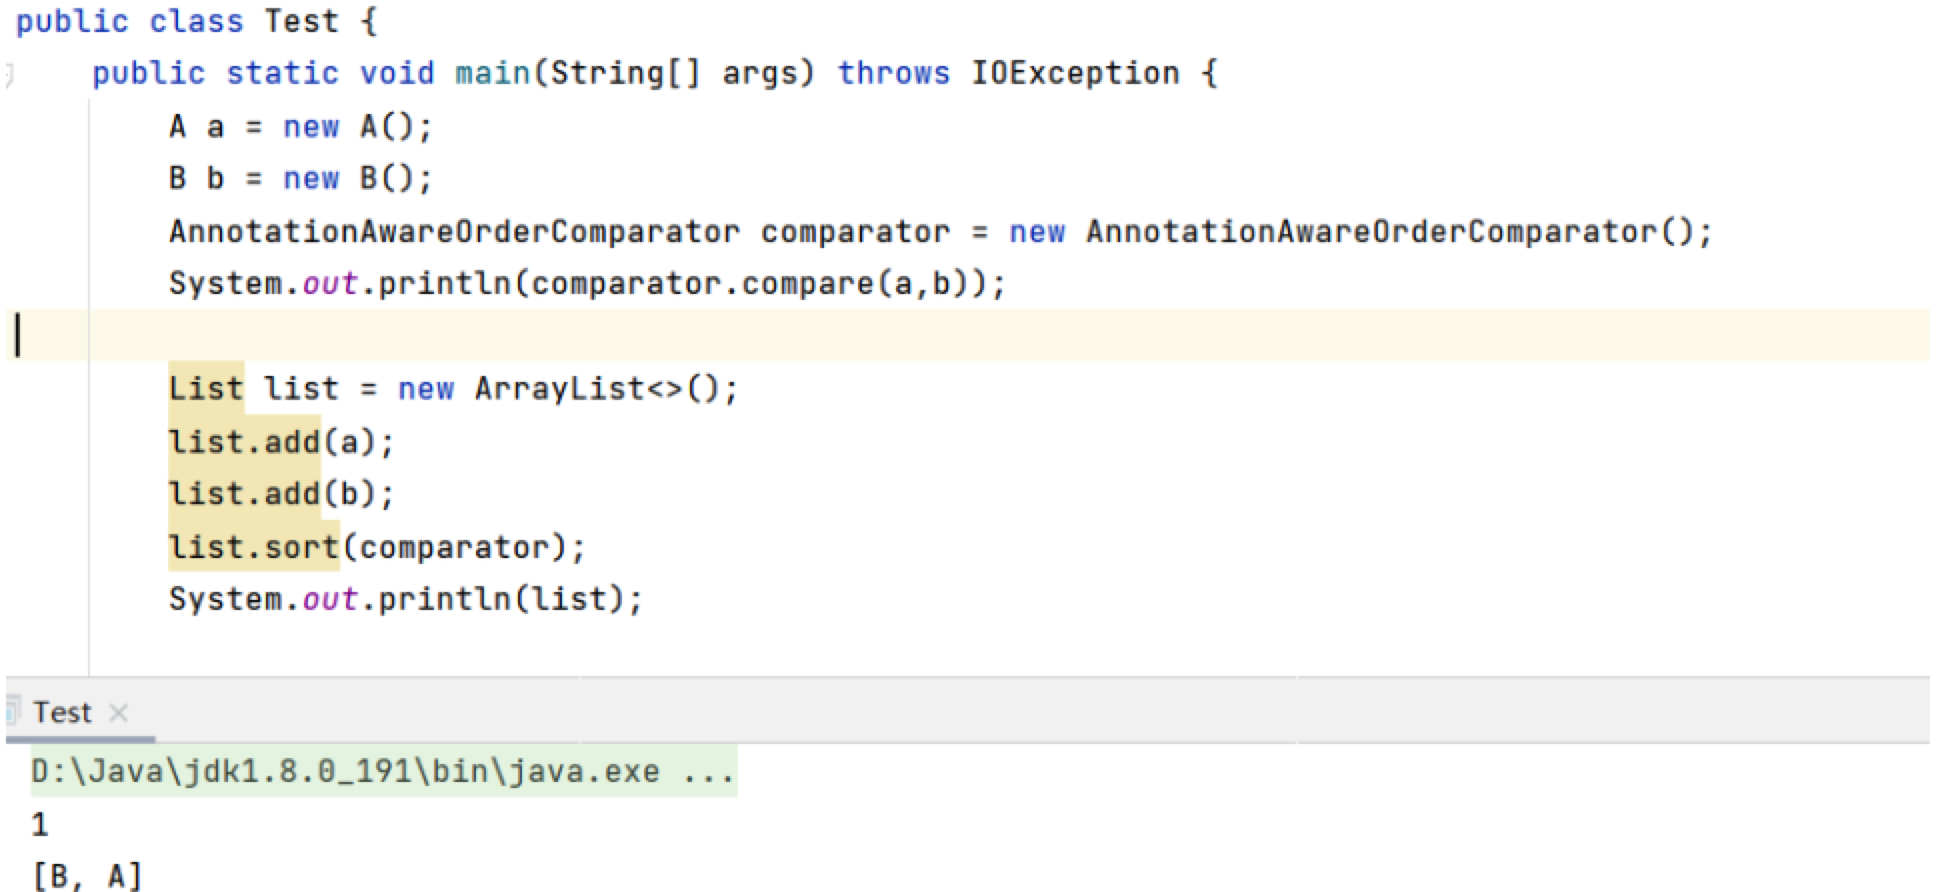 public class Test {
    public static void main(String[] args) throws IOException {
        A a = new A();
        B b = new B();
        AnnotationAwareOrderComparator comparator = new AnnotationAwareOrderComparator();
        System.out.println(comparator.compare(a,b));
        List list = new ArrayList<>();
        list.add(a);
        list.add(b);
        list.sort(comparator);
        System.out.println(list);
Test ×
D:\Java\jdk1.8.0_191\bin\java.exe ...
1
[B, A]